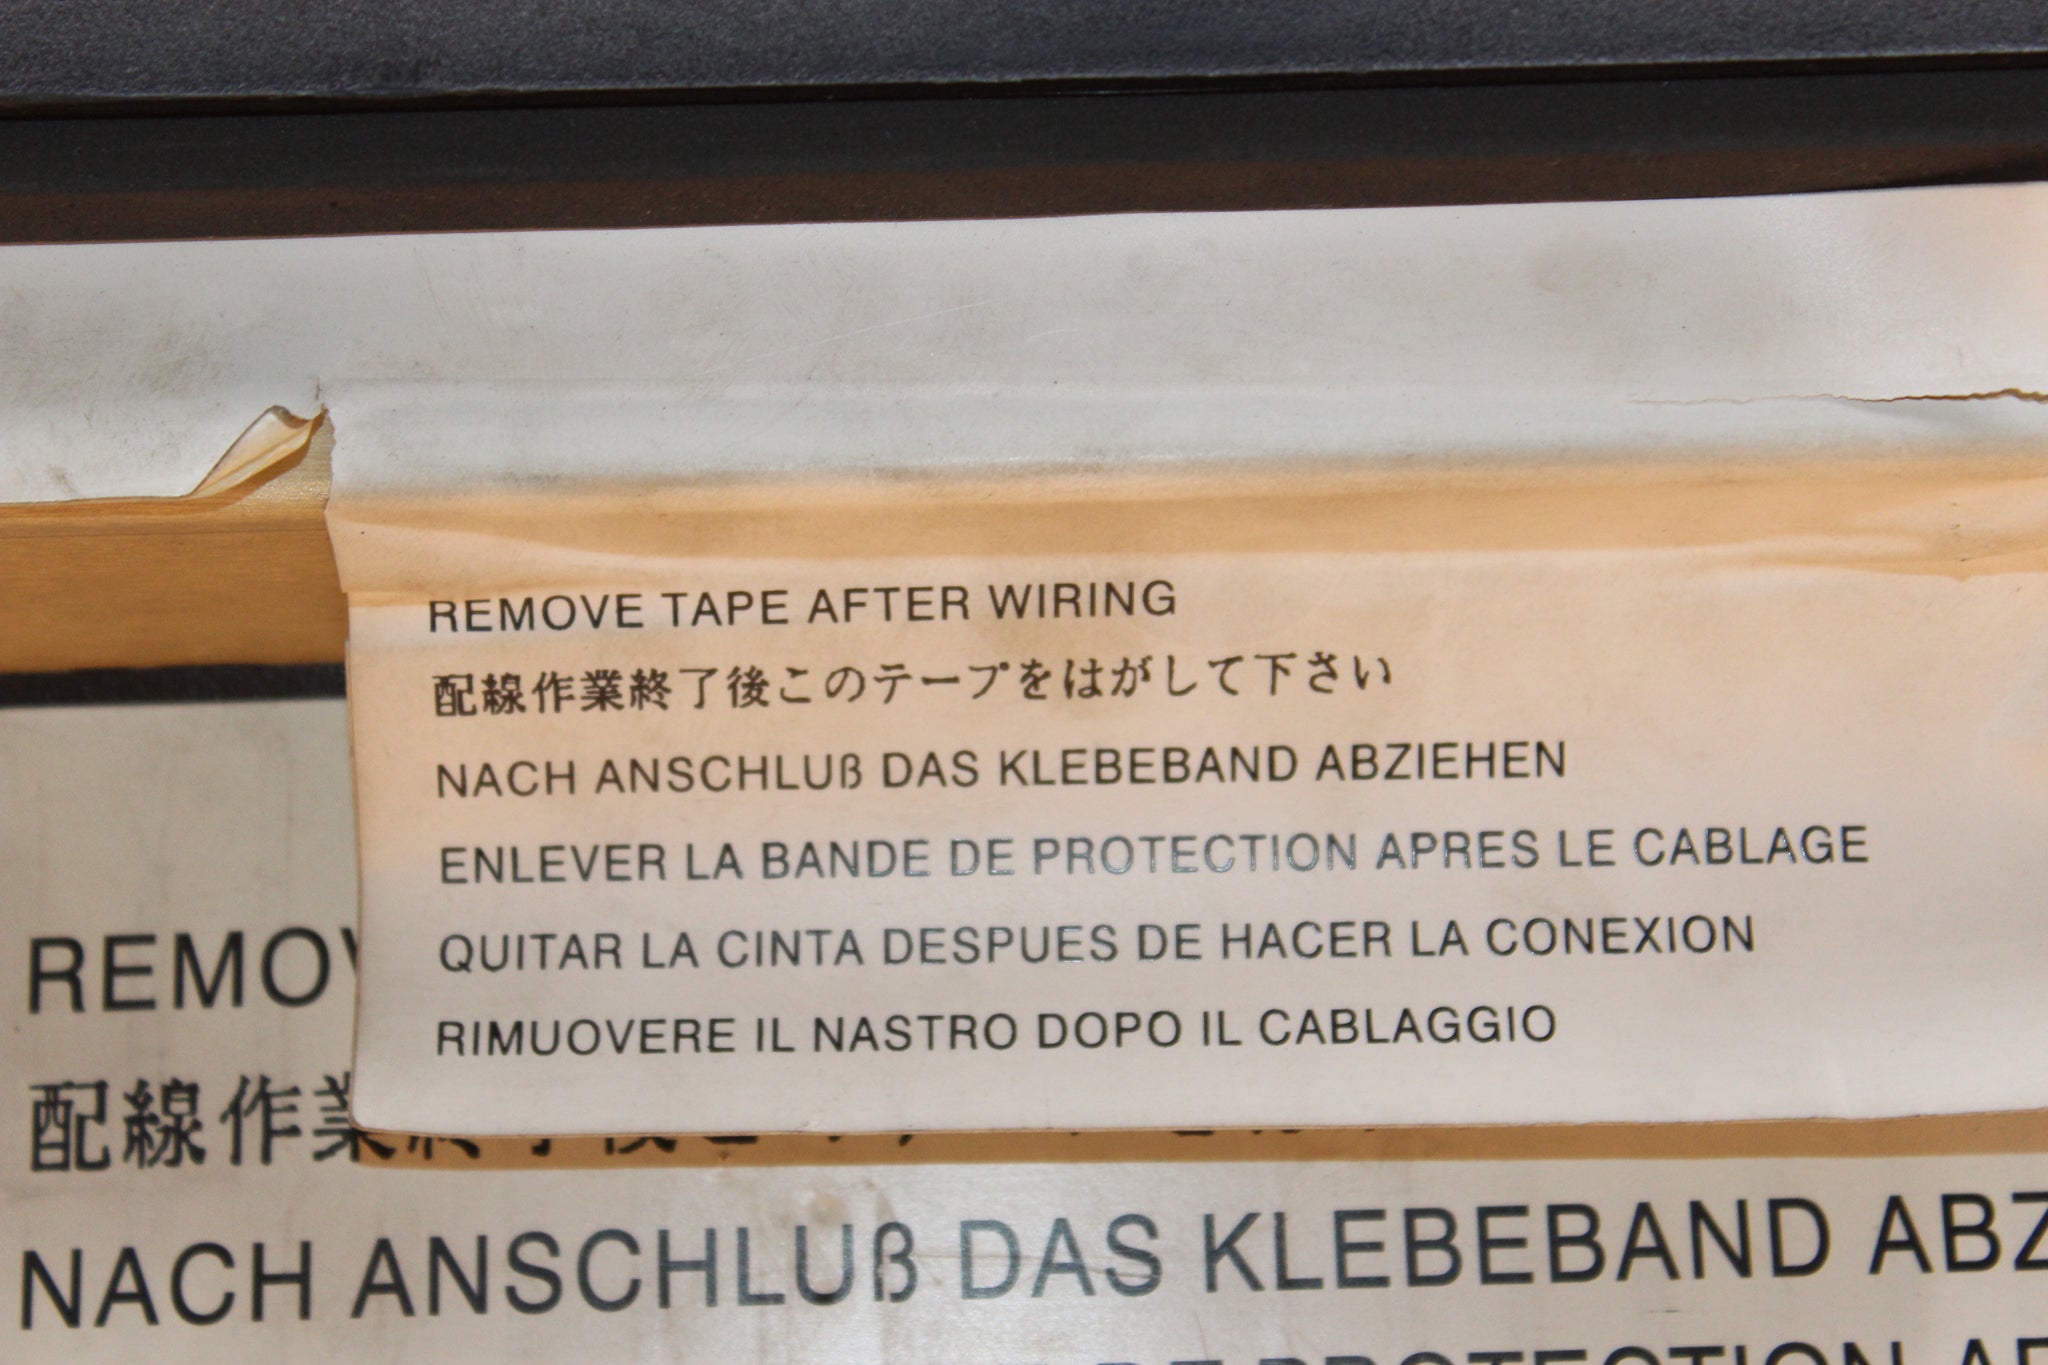 REMOVE TAPE AFTER WIRING
配線作業終了後このテープをはがして下さい
NACH ANSCHLUß DAS KLEBEBAND ABZIEHEN
ENLEVER LA BANDE DE PROTECTION APRES LE CABLAGE
QUITAR LA CINTA DESPUES DE HACER LA CONEXION
RIMUOVERE IL NASTRO DOPO IL CABLAGGIO
REMOV
配線作業
NACH ANSCHLUß DAS KLEBEBAND ABZ
DE PROTECTION AP